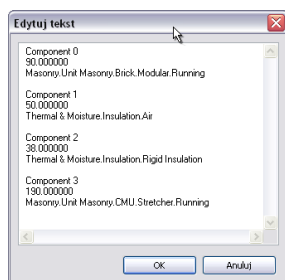 Edytuj tekst
Component 0
90.000000
Masonry.Unit Masonry.Brick.Modular.Running
Component 1
50.000000
Thermal & Moisture.Insulation.Air
Component 2
38.000000
Thermal & Moisture.Insulation.Rigid Insulation
Component 3
190.000000
Masonry.Unit Masonry.CMU.Stretcher.Running
OK
Anuluj